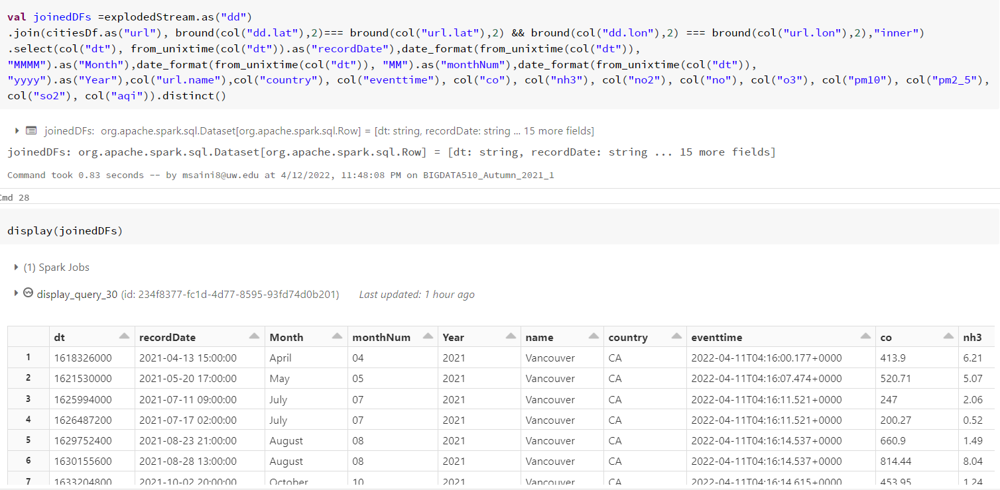 val joinedDFs =explodedStream.as("dd")
.join(citiesDf.as("url"), bround(col("dd.lat"),2)=== bround(col("url.lat"),2) && bround(col("dd.lon"),2) === bround(col("url.lon"),2),"inner")
.select(col("dt"), from_unixtime(col("dt")).as("recordDate"),date_format(from_unixtime(col("dt")),
"MMMM").as("Month"),date_format(from_unixtime(col("dt")), "MM").as("monthNum"),date_format(from_unixtime(col("dt")),
"yyyy").as("Year"),col("url.name"),col("country"), col("eventtime"), col("co"), col("nh3"), col("no2"), col("no"), col("o3"), col("pm10"), col("pm2_5"),
col("so2"), col("aqi")).distinct()
joinedDFs: org.apache.spark.sql.Dataset[org.apache.spark.sql.Row] = [dt: string, recordDate: string ... 15 more fields]
joinedDFs: org.apache.spark.sql.Dataset[org.apache.spark.sql.Row] = [dt: string, recordDate: string ... 15 more fields]
Command took 0.83 seconds -- by msaini8@uw.edu at 4/12/2022, 11:48:08 PM on BIGDATA510_Autumn_2021_1
Cmd 28
display(joinedDFs)
(1) Spark Jobs
display_query_30 (id: 234f8377-fc1d-4d77-8595-93fd74d0b201) Last updated: 1 hour ago
dt recordDate Month monthNum Year name country eventtime co nh3
1 1618326000 2021-04-13 15:00:00 April 04 2021 Vancouver CA 2022-04-11T04:16:00.177+0000 413.9 6.21
2 1621530000 2021-05-20 17:00:00 May 05 2021 Vancouver CA 2022-04-11T04:16:07.474+0000 520.71 5.07
3 1625994000 2021-07-11 09:00:00 July 07 2021 Vancouver CA 2022-04-11T04:16:11.521+0000 247 2.06
4 1626487200 2021-07-17 02:00:00 July 07 2021 Vancouver CA 2022-04-11T04:16:11.521+0000 200.27 0.52
5 1629752400 2021-08-23 21:00:00 August 08 2021 Vancouver CA 2022-04-11T04:16:14.537+0000 660.9 1.49
6 1630155600 2021-08-28 13:00:00 August 08 2021 Vancouver CA 2022-04-11T04:16:14.537+0000 814.44 8.04
7 1633204800 2021-10-02 20:00:00 October 10 2021 Vancouver CA 2022-04-11T04:16:14.615+0000 453.95 1.24